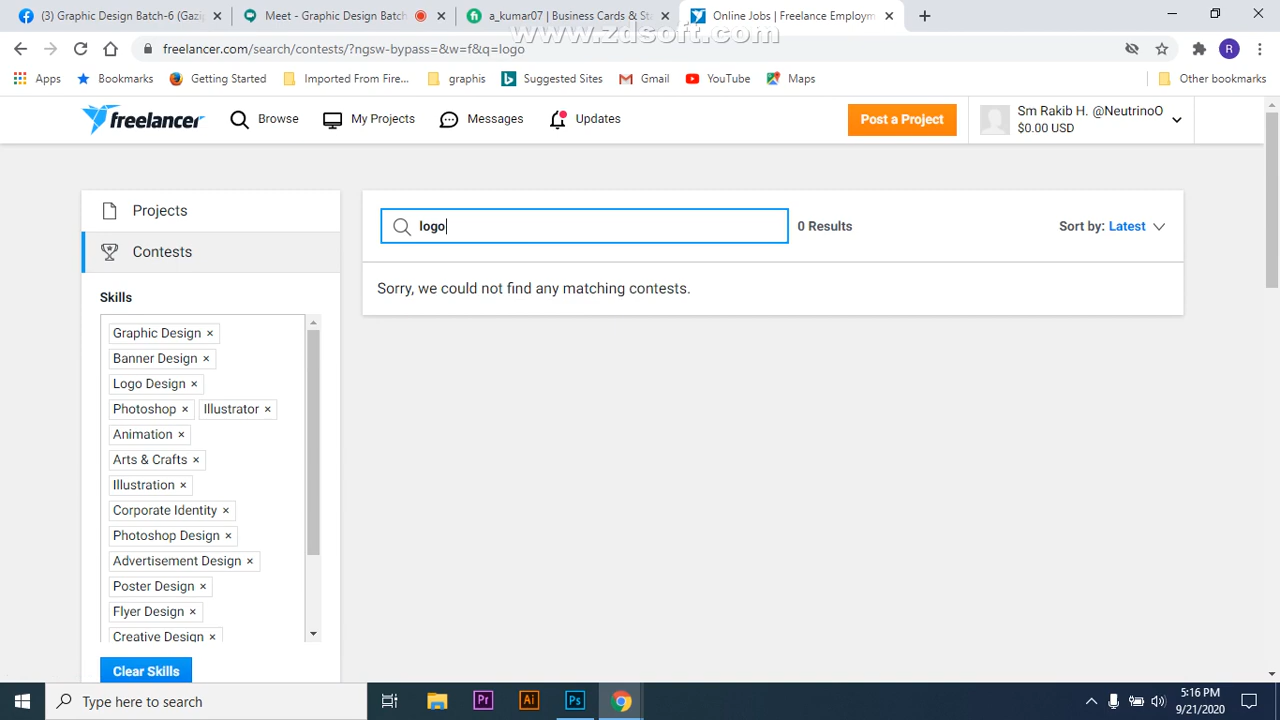 (3) Graphic Design Batch-6 (Gazip
Meet - Graphic Design Batch
a_kumar07 | Business Cards & Sta
Online Jobs | Freelance Employm
www.zdsoft.com
freelancer.com/search/contests/?ngsw-bypass=&w=f&q=logo
R
Apps
Bookmarks
Getting Started
Imported From Fire...
graphis
Suggested Sites
Gmail
YouTube
Maps
Other bookmarks
freelancer
Browse
My Projects
Messages
Updates
Post a Project
Sm Rakib H. @NeutrinoO
$0.00 USD
Projects
Contests
logo
0 Results
Sort by: Latest
Sorry, we could not find any matching contests.
Skills
Graphic Design ×
Banner Design ×
Logo Design ×
Photoshop × Illustrator ×
Animation ×
Arts & Crafts ×
Illustration ×
Corporate Identity ×
Photoshop Design ×
Advertisement Design ×
Poster Design ×
Flyer Design ×
Creative Design ×
Clear Skills
Type here to search
Pr
Ai
Ps
5:16 PM
9/21/2020